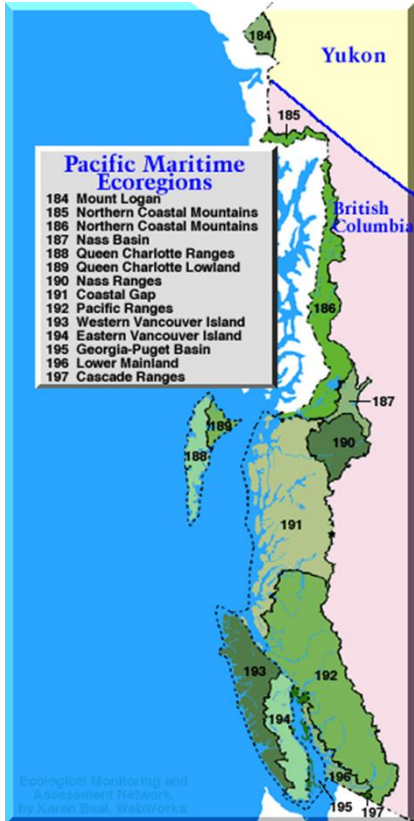 184
Yukon
185
Pacific Maritime
Ecoregions
184 Mount Logan
185 Northern Coastal Mountains
186 Northern Coastal Mountains
187 Nass Basin
188 Queen Charlotte Ranges
189 Queen Charlotte Lowland
190 Nass Ranges
191 Coastal Gap
192 Pacific Ranges
193 Western Vancouver Island
194 Eastern Vancouver Island
195 Georgia-Puget Basin
196 Lower Mainland
197 Cascade Ranges
British
Columbia
186
187
189
190
188
191
193
192
194
196
195
197
Ecological Monitoring and
Assessment Network.
by Karen Beal, WebWorks.